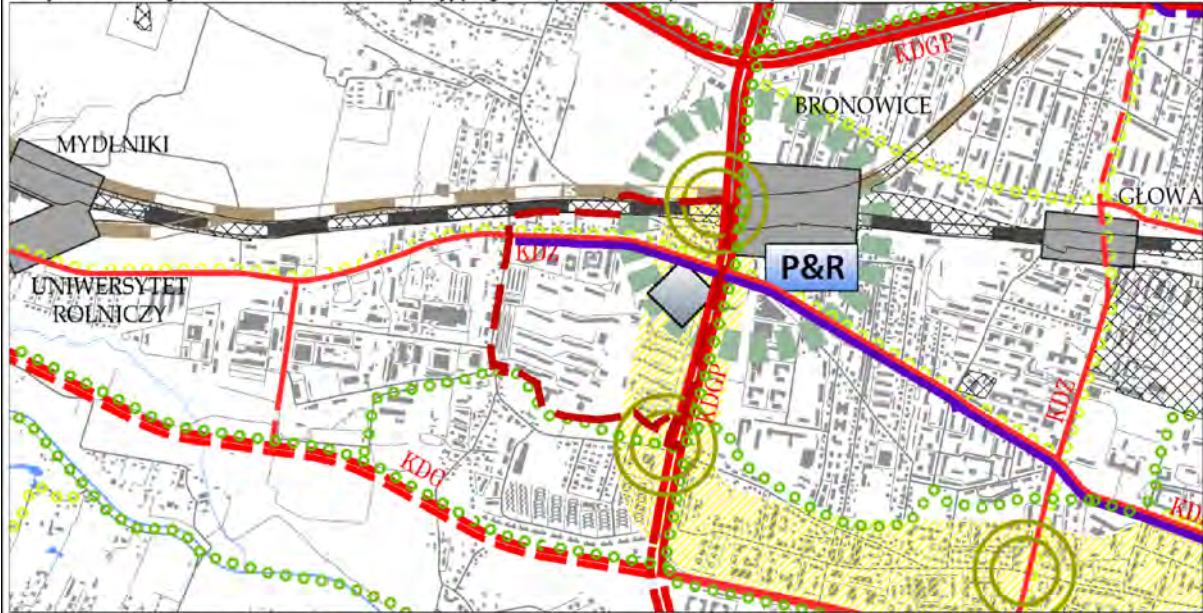 KDGP
BRONOWICE
MYDLNIKI
GŁOWA
KDZ
P&R
UNIWERSYTET
ROLNICZY
KDGP
KDZ
KDG